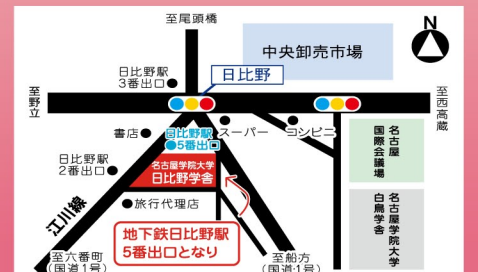 至尾頭橋
N
中央卸売市場
日比野駅
3番出口
日比野
至野立
至西高蔵
書店
日比野駅
5番出口
スーパー
コンビニ
名古屋
国際会議場
日比野駅
2番出口
名古屋学院大学
日比野学舎
旅行代理店
江川線
名古屋学院大学
白鳥学舎
地下鉄日比野駅
5番出口となり
至六番町
(国道1号)
至船方
(国道・1号)